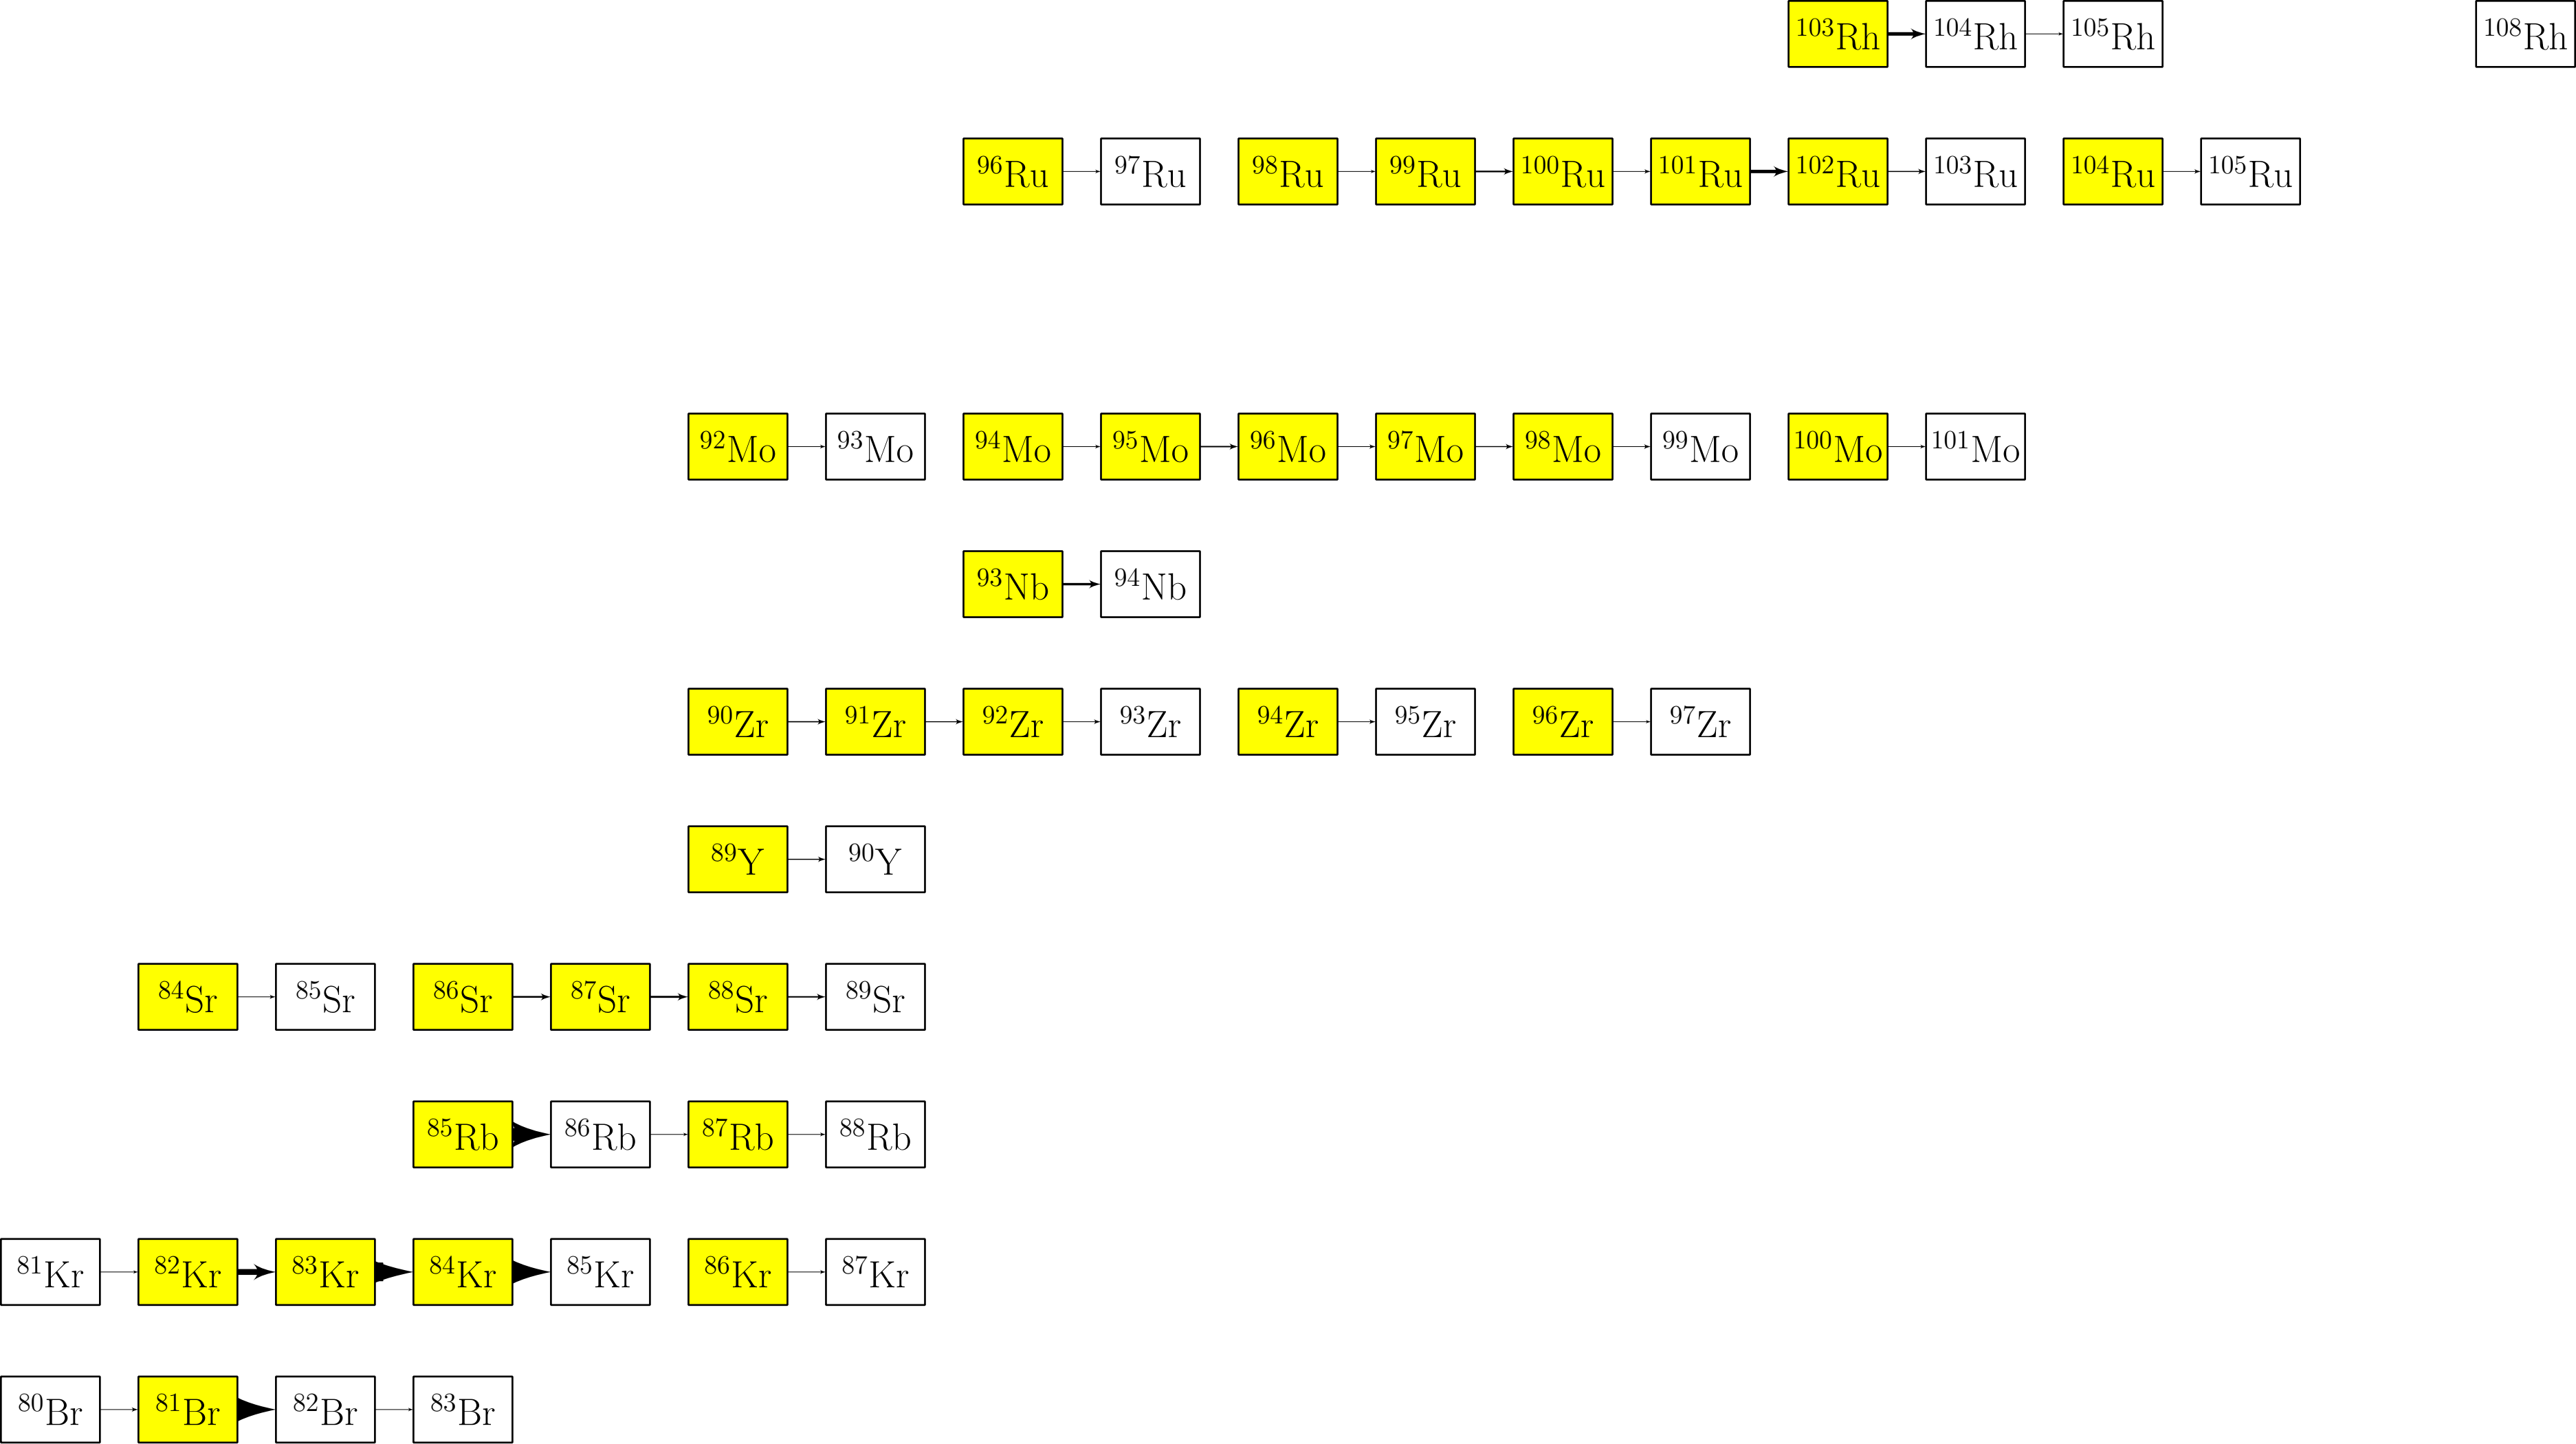 103Rh 104Rh 105Rh 108Rh
96Ru 97Ru 98Ru 99Ru 100Ru 101Ru 102Ru 103Ru 104Ru 105Ru
92Mo 93Mo 94Mo 95Mo 96Mo 97Mo 98Mo 99Mo 100Mo 101Mo
93Nb 94Nb
90Zr 91Zr 92Zr 93Zr 94Zr 95Zr 96Zr 97Zr
89Y 90Y
84Sr 85Sr 86Sr 87Sr 88Sr 89Sr
85Rb 86Rb 87Rb 88Rb
81Kr 82Kr 83Kr 84Kr 85Kr 86Kr 87Kr
80Br 81Br 82Br 83Br